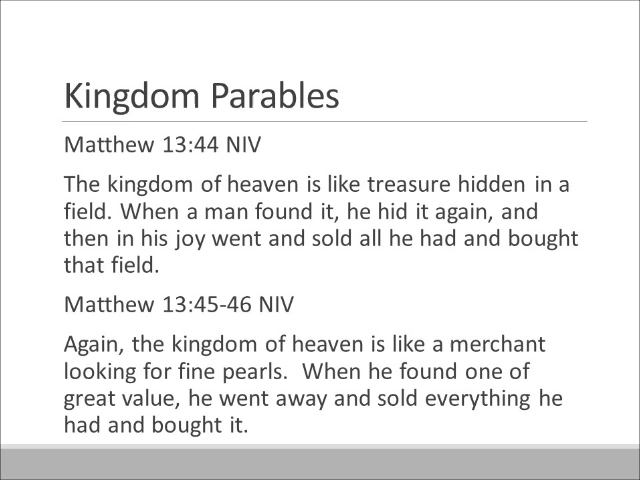 Kingdom Parables
Matthew 13:44 NIV
The kingdom of heaven is like treasure hidden in a
field. When a man found it, he hid it again, and
then in his joy went and sold all he had and bought
that field.
Matthew 13:45-46 NIV
Again, the kingdom of heaven is like a merchant
looking for fine pearls.  When he found one of
great value, he went away and sold everything he
had and bought it.